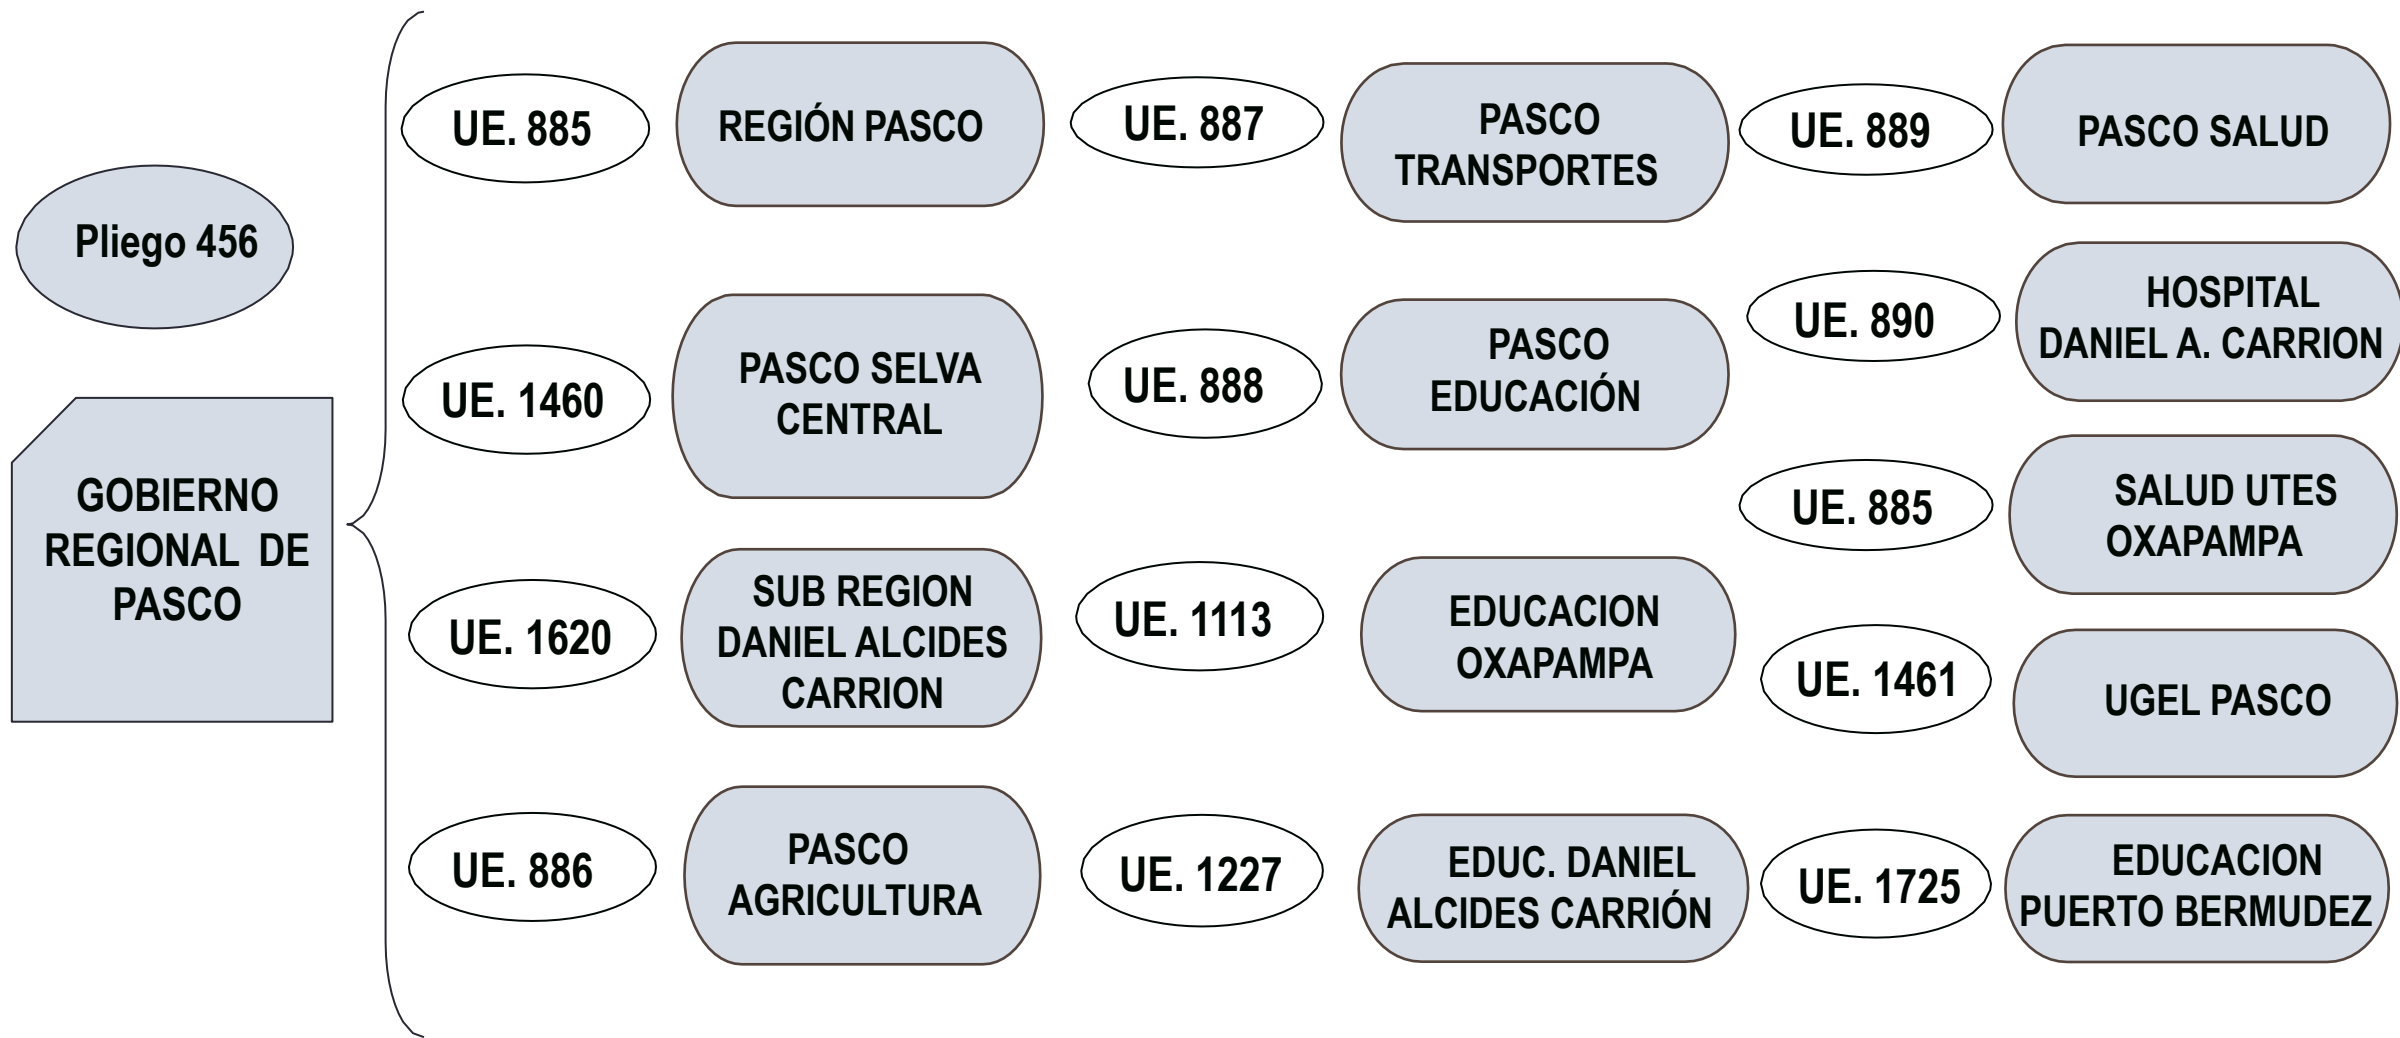 Pliego 456
GOBIERNO
REGIONAL DE
PASCO
UE. 885
REGIÓN PASCO
UE. 1460
PASCO SELVA
CENTRAL
UE. 1620
SUB REGION
DANIEL ALCIDES
CARRION
UE. 886
PASCO
AGRICULTURA
UE. 887
PASCO
TRANSPORTES
UE. 888
PASCO
EDUCACIÓN
UE. 1113
EDUCACION
OXAPAMPA
UE. 1227
EDUC. DANIEL
ALCIDES CARRIÓN
UE. 889
PASCO SALUD
UE. 890
HOSPITAL
DANIEL A. CARRION
UE. 885
SALUD UTES
OXAPAMPA
UE. 1461
UGEL PASCO
UE. 1725
EDUCACION
PUERTO BERMUDEZ